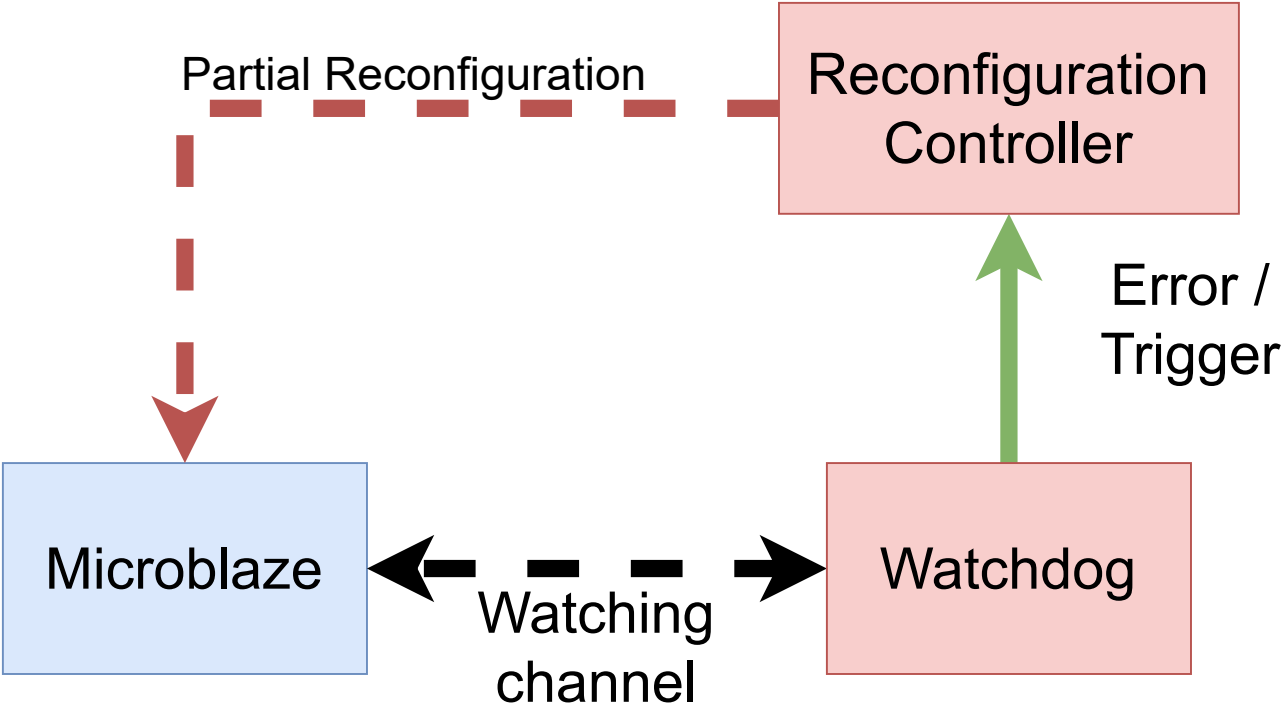 Partial Reconfiguration
Reconfiguration
Controller
Error /
Trigger
Microblaze
Watching
channel
Watchdog